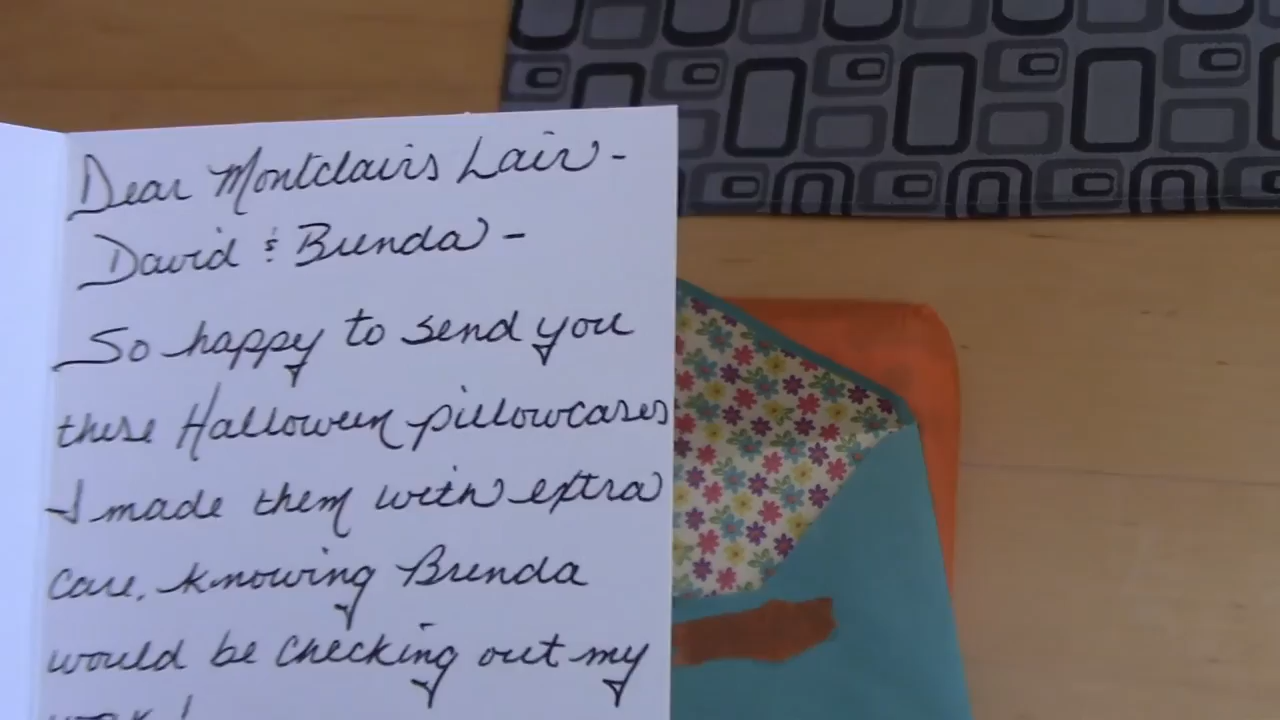 Dear Montclairs Lair -
David & Brenda -
So happy to send you
these Halloween pillowcases
I made them with extra
care, knowing Brenda
would be checking out my
work!